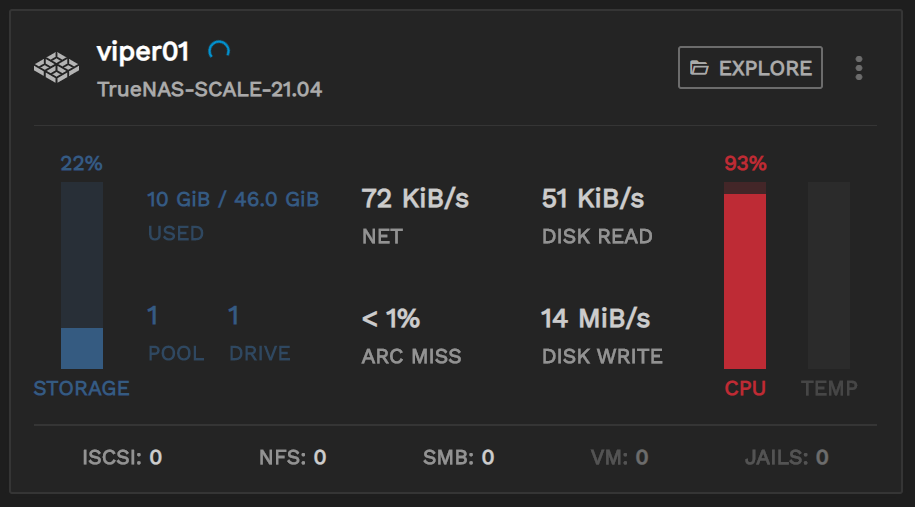 viper01
TrueNAS-SCALE-21.04
EXPLORE
22%
93%
10 GiB / 46.0 GiB
72 KiB/s
51 KiB/s
USED
NET
DISK READ
1
1
< 1%
14 MiB/s
POOL
DRIVE
ARC MISS
DISK WRITE
STORAGE
CPU
TEMP
ISCSI: 0
NFS: 0
SMB: 0
VM: 0
JAILS: 0